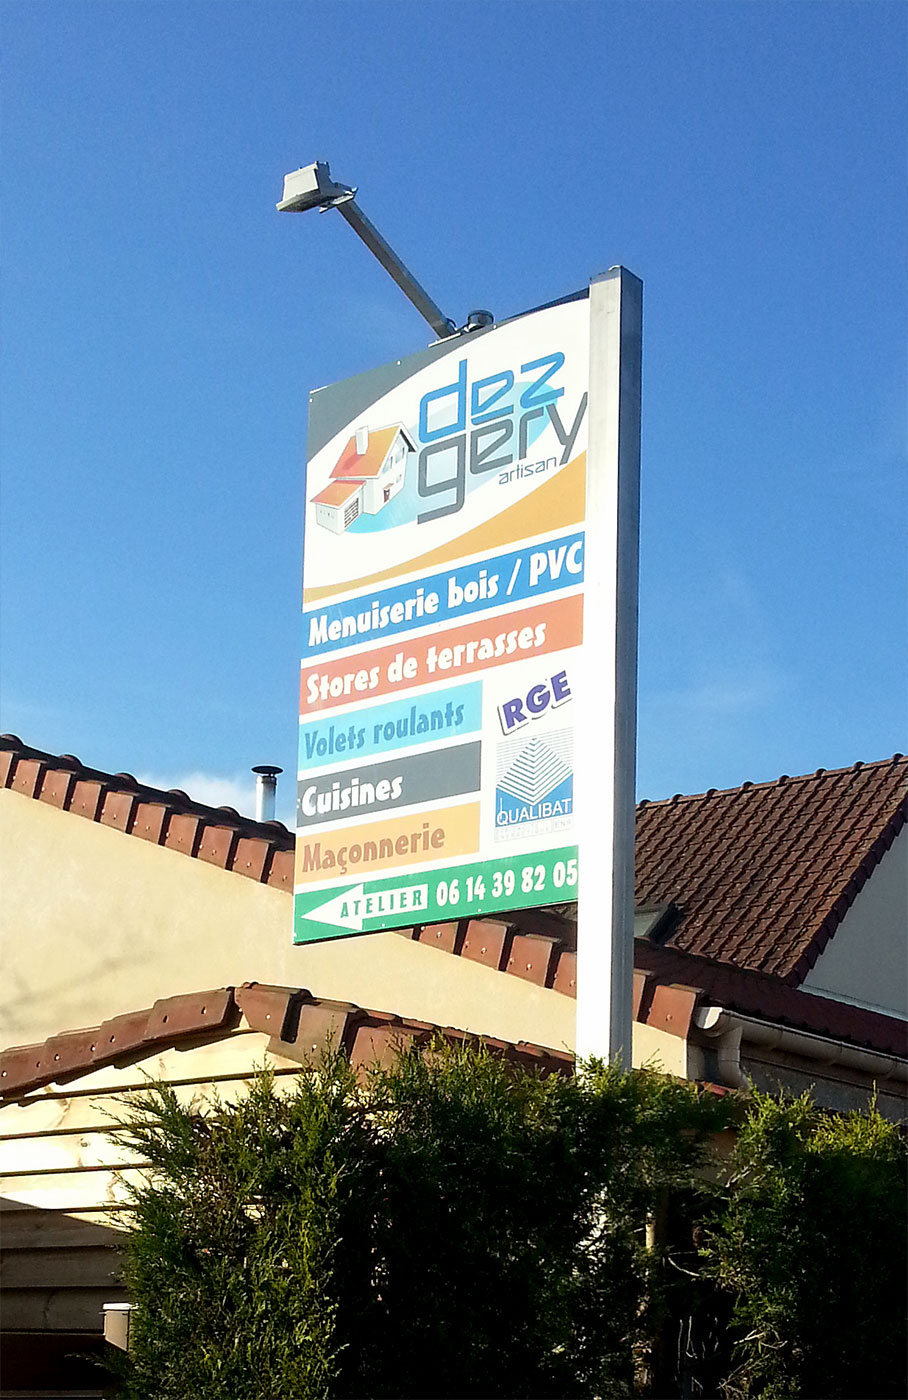 dez
gery
artisan
Menuiserie bois / PVC
Stores de terrasses
Volets roulants
RGE
Cuisines
QUALIBAT
Maçonnerie
ATELIER 06 14 39 82 05